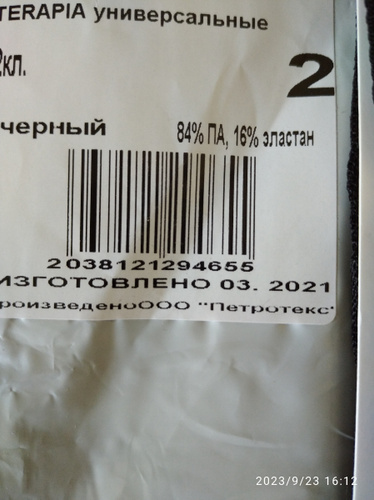 TERAPIA универсальные
2кл.
2
черный
84% ПА, 16% эластан
2038121294655
ИЗГОТОВЛЕНО 03. 2021
роизведеноООО "Петротекс"
2023/9/23 16:12